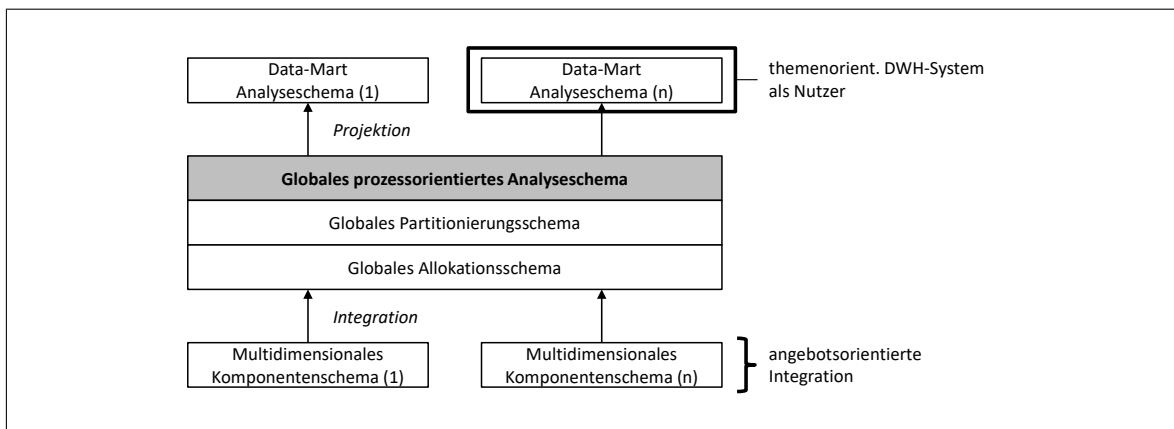 Data-Mart
Analyseschema (1)
Data-Mart
Analyseschema (n)
themenorient. DWH-System
als Nutzer
Projektion
Globales prozessorientiertes Analyseschema
Globales Partitionierungsschema
Globales Allokationsschema
Integration
Multidimensionales
Komponentenschema (1)
Multidimensionales
Komponentenschema (n)
angebotsorientierte
Integration